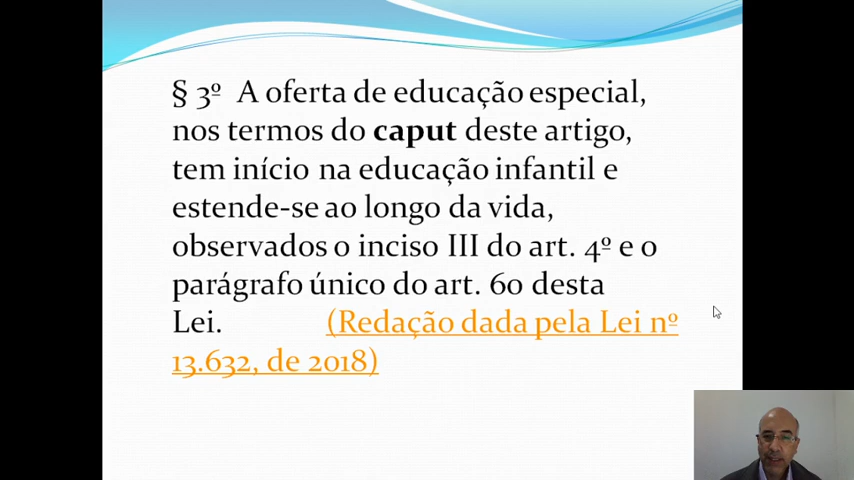 § 3º A oferta de educação especial,
nos termos do caput deste artigo,
tem início na educação infantil e
estende-se ao longo da vida,
observados o inciso III do art. 4º e o
parágrafo único do art. 60 desta
Lei. (Redação dada pela Lei nº
13.632, de 2018)